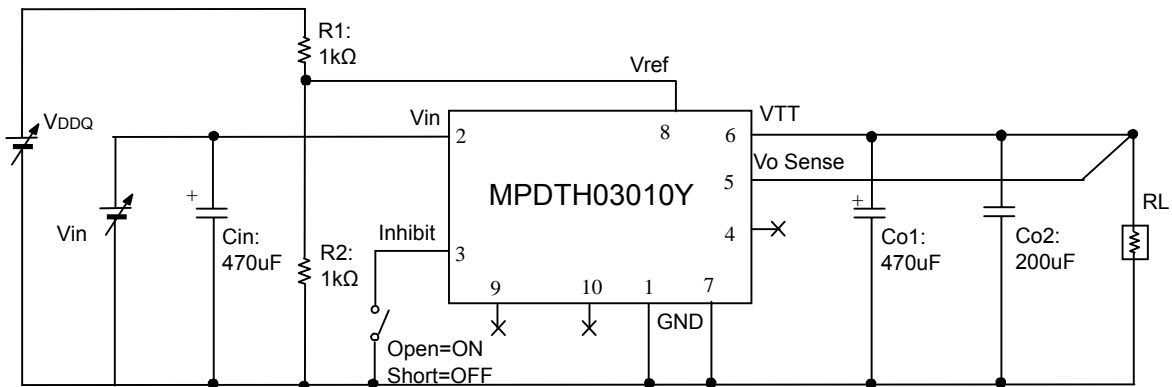 R1:
1kΩ
Vref
VDDQ
Vin
2
8
6
VTT
Vo Sense
5
MPDTH03010Y
4
+
Vin
Cin:
470uF
Inhibit
3
R2:
1kΩ
9
10
1
7
GND
Open=ON
Short=OFF
+
Co1:
470uF
Co2:
200uF
RL